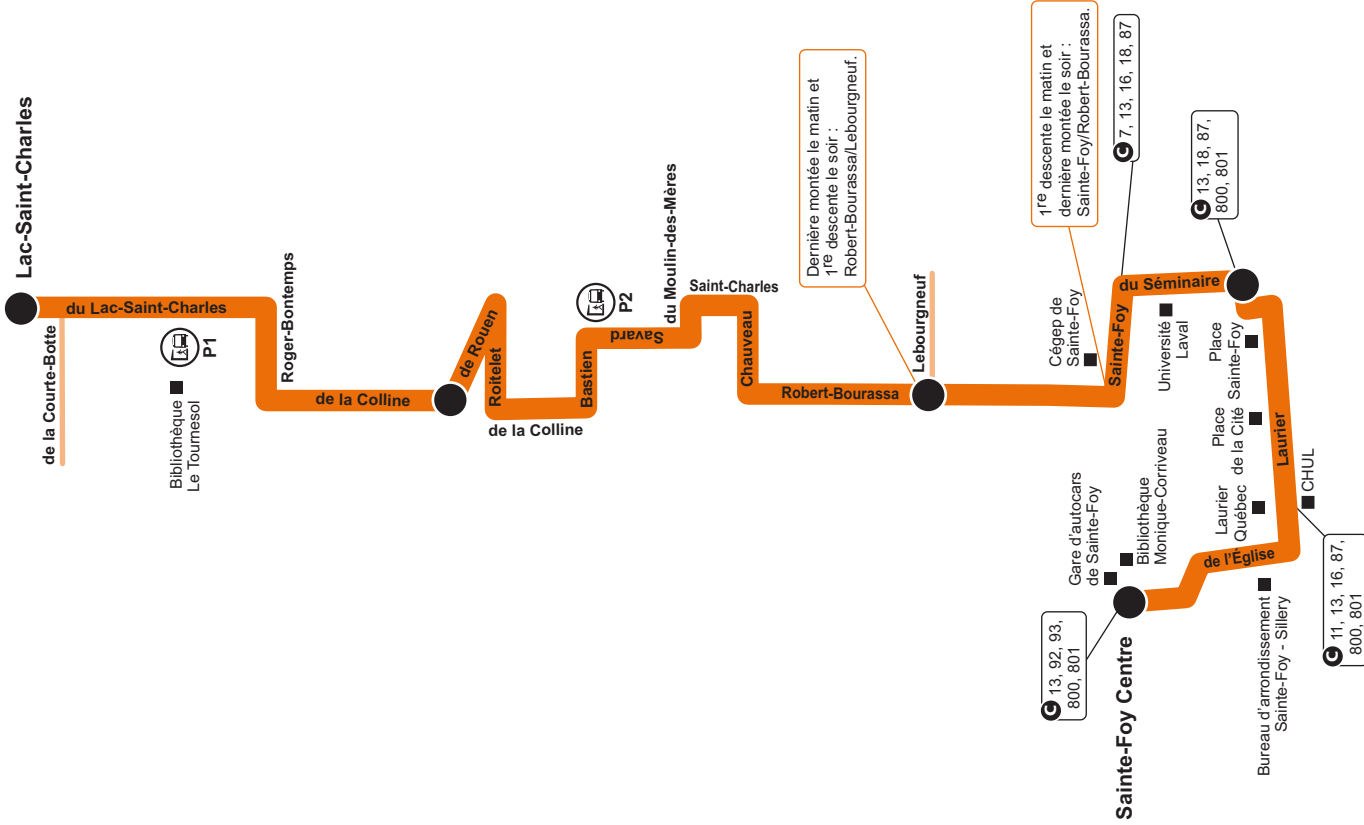 Lac-Saint-Charles
de la Courte-Botte
du Lac-Saint-Charles
P1
Bibliothèque
Le Tournesol
Roger-Bontemps
de la Colline
de Rouen
Roitelet
de la Colline
Bastien
P2
Savard
du Moulin-des-Mères
Saint-Charles
Chauveau
Robert-Bourassa
Dernière montée le matin et
1re descente le soir :
Robert-Bourassa/Lebourgneuf.
Lebourgneuf
1re descente le matin et
dernière montée le soir :
Sainte-Foy/Robert-Bourassa.
Cégep de
Sainte-Foy
Sainte-Foy
C 7, 13, 16, 18, 87
du Séminaire
Université
Laval
C 13, 18, 87,
800, 801
Place
Sainte-Foy
Place
de la Cité
Laurier
Québec
Laurier
CHUL
C 11, 13, 16, 87,
800, 801
de l'Église
Bureau d'arrondissement
Sainte-Foy - Sillery
Gare d'autocars
de Sainte-Foy
Bibliothèque
Monique-Corriveau
C 13, 92, 93,
800, 801
Sainte-Foy Centre